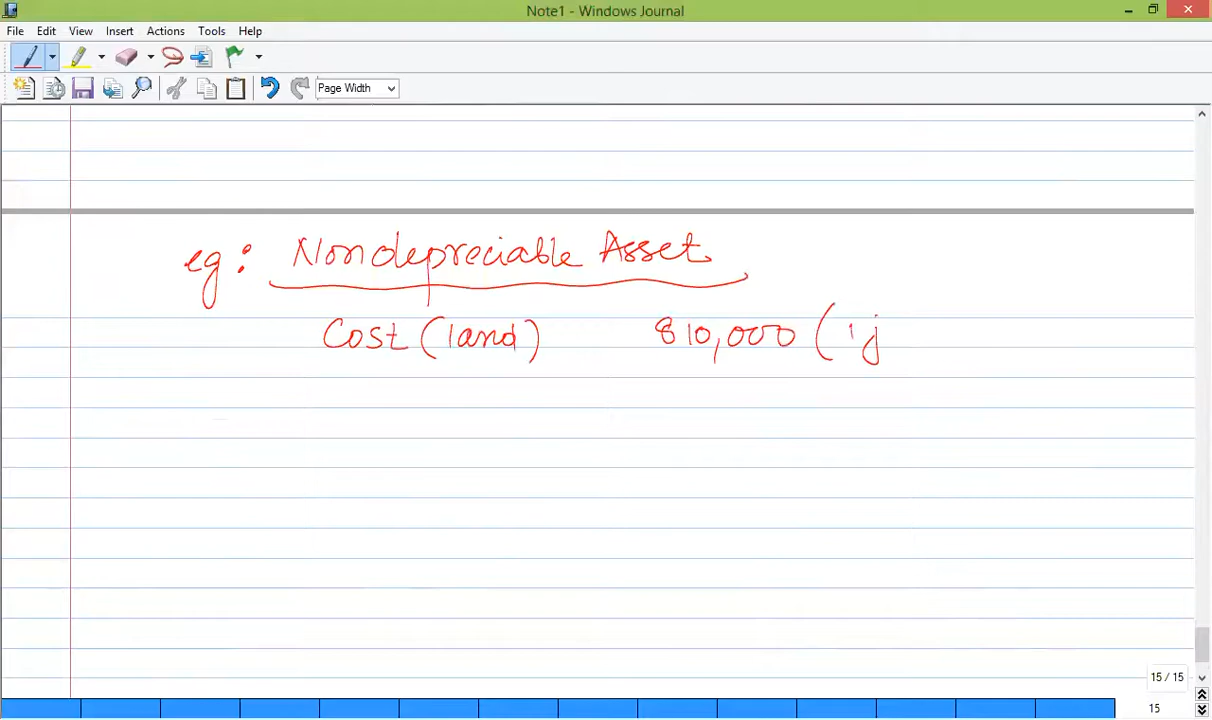 Note1 - Windows Journal
File Edit View Insert Actions Tools Help
Page Width
eg: Nondepreciable Asset
Cost (land) 810,000 (1j
15 / 15
15